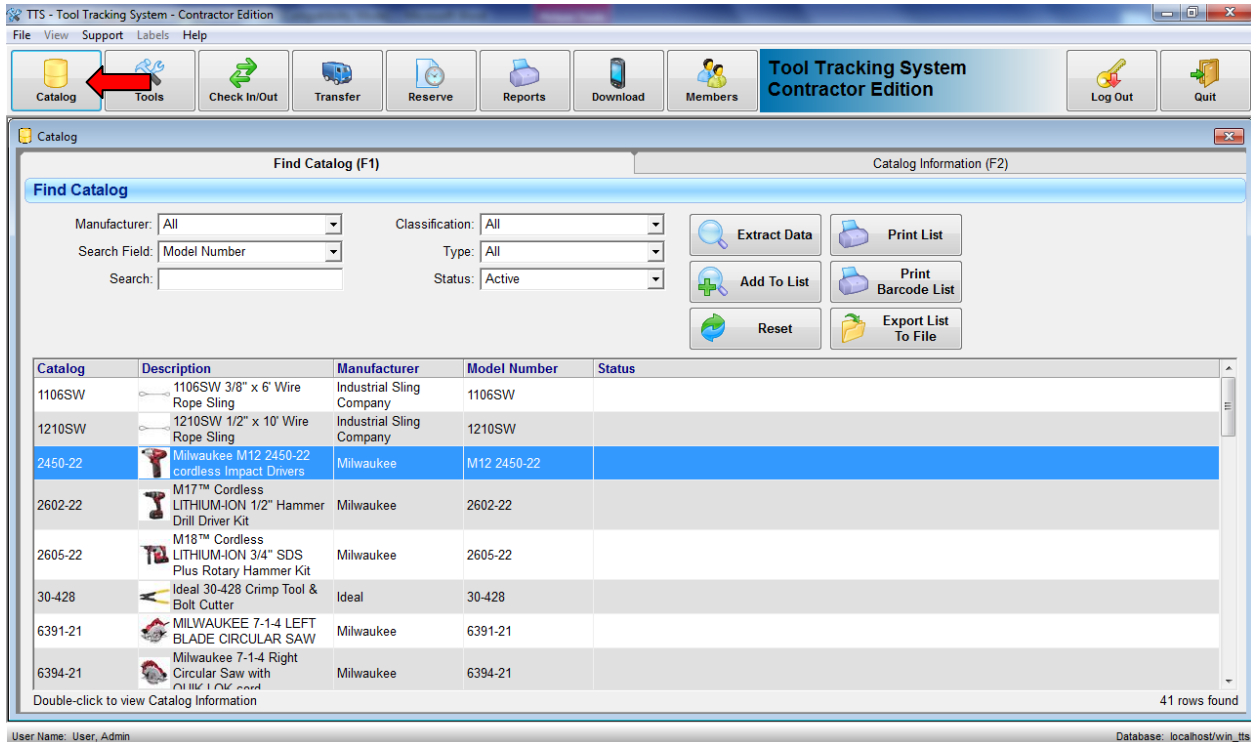 TTS - Tool Tracking System - Contractor Edition
File View Support Labels Help
Catalog Tools Check In/Out Transfer Reserve Reports Download Members
Tool Tracking System
Contractor Edition
Log Out Quit
Catalog
Find Catalog (F1) Catalog Information (F2)
Find Catalog
Manufacturer: All Classification: All Extract Data Print List
Search Field: Model Number Type: All
Search: Status: Active Add To List Print
Barcode List
Reset Export List
To File
Catalog Description Manufacturer Model Number Status
1106SW 1106SW 3/8" x 6' Wire
Rope Sling Industrial Sling
Company 1106SW
1210SW 1210SW 1/2" x 10' Wire
Rope Sling Industrial Sling
Company 1210SW
2450-22 Milwaukee M12 2450-22
cordless Impact Drivers Milwaukee M12 2450-22
2602-22 M17™ Cordless
LITHIUM-ION 1/2" Hammer
Drill Driver Kit Milwaukee 2602-22
2605-22 M18™ Cordless
LITHIUM-ION 3/4" SDS
Plus Rotary Hammer Kit Milwaukee 2605-22
30-428 Ideal 30-428 Crimp Tool &
Bolt Cutter Ideal 30-428
6391-21 MILWAUKEE 7-1-4 LEFT
BLADE CIRCULAR SAW Milwaukee 6391-21
6394-21 Milwaukee 7-1-4 Right
Circular Saw with
QUIK-LOK cord Milwaukee 6394-21
Double-click to view Catalog Information 41 rows found
User Name: User, Admin Database: localhost/win_tts